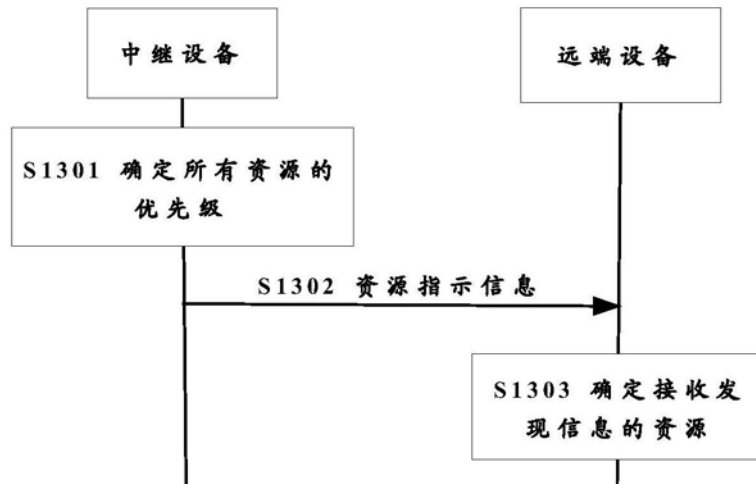 中继设备
远端设备
S1301 确定所有资源的
优先级
S1302 资源指示信息
S1303 确定接收发
现信息的资源